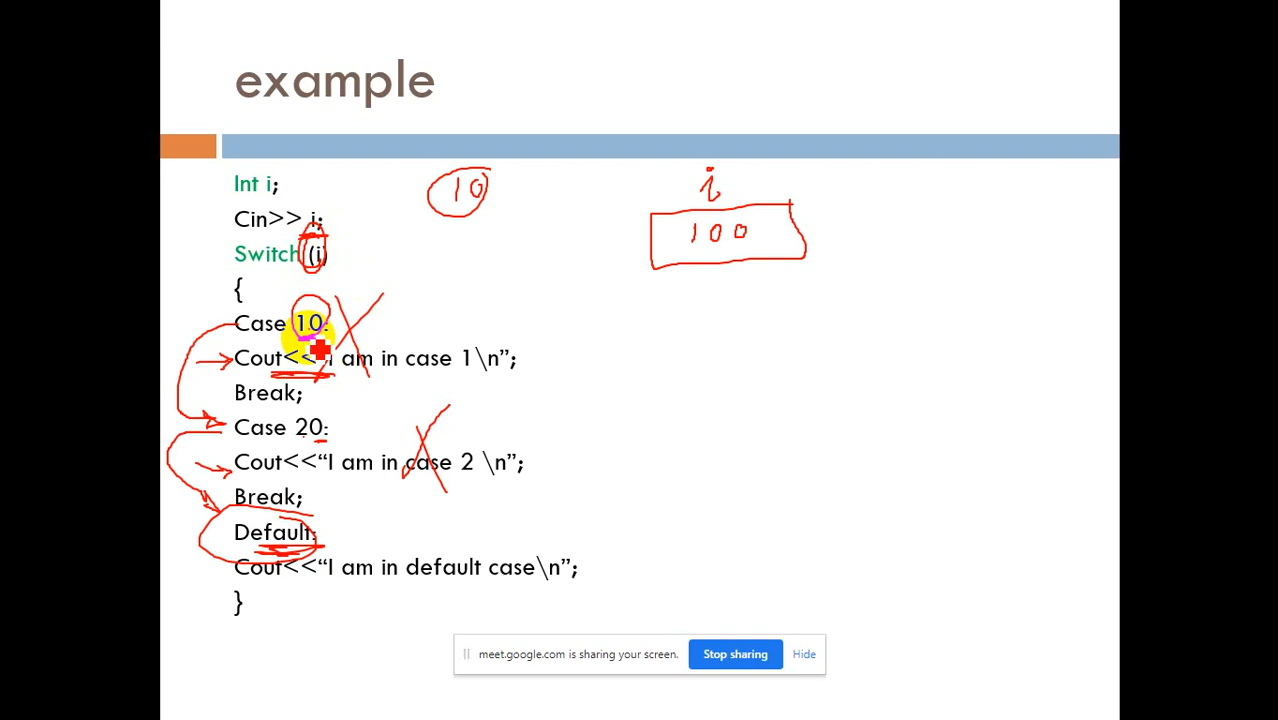 example
Int i;
10
i
Cin>> i;
100
Switch (i)
{
Case 10:
Cout<<“I am in case 1\n”;
Break;
Case 20:
Cout<<“I am in case 2 \n”;
Break;
Default:
Cout<<“I am in default case\n”;
}
meet.google.com is sharing your screen.
Stop sharing
Hide